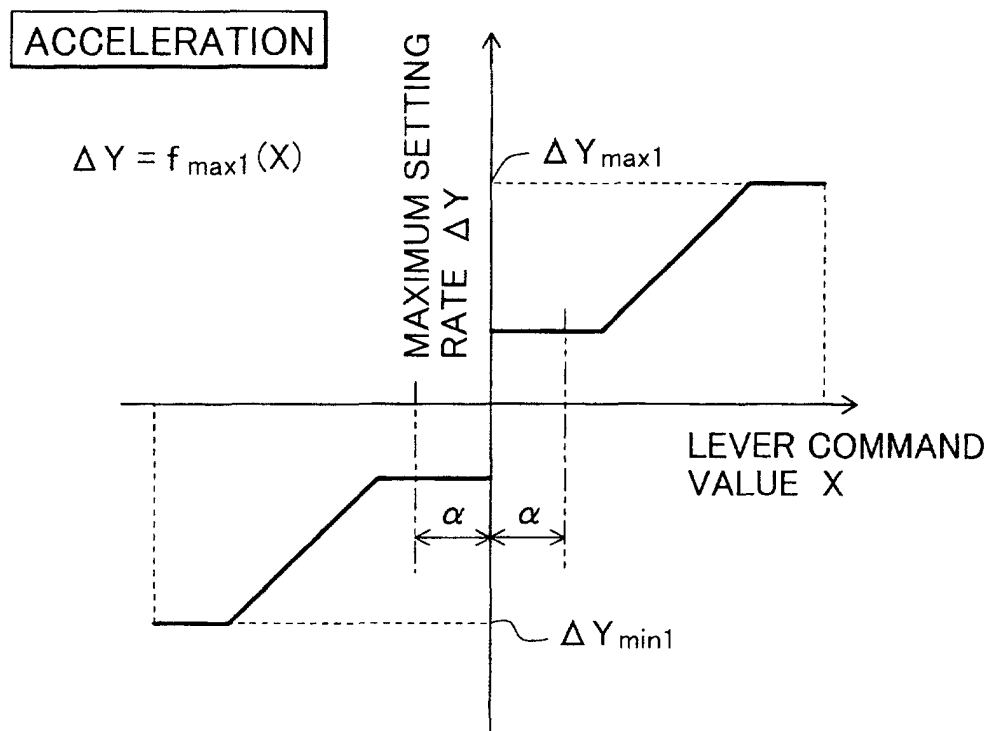 ACCELERATION
ΔY = f max1 (X)
MAXIMUM SETTING
RATE ΔY
ΔY max1
LEVER COMMAND
VALUE X
α
α
ΔY min1